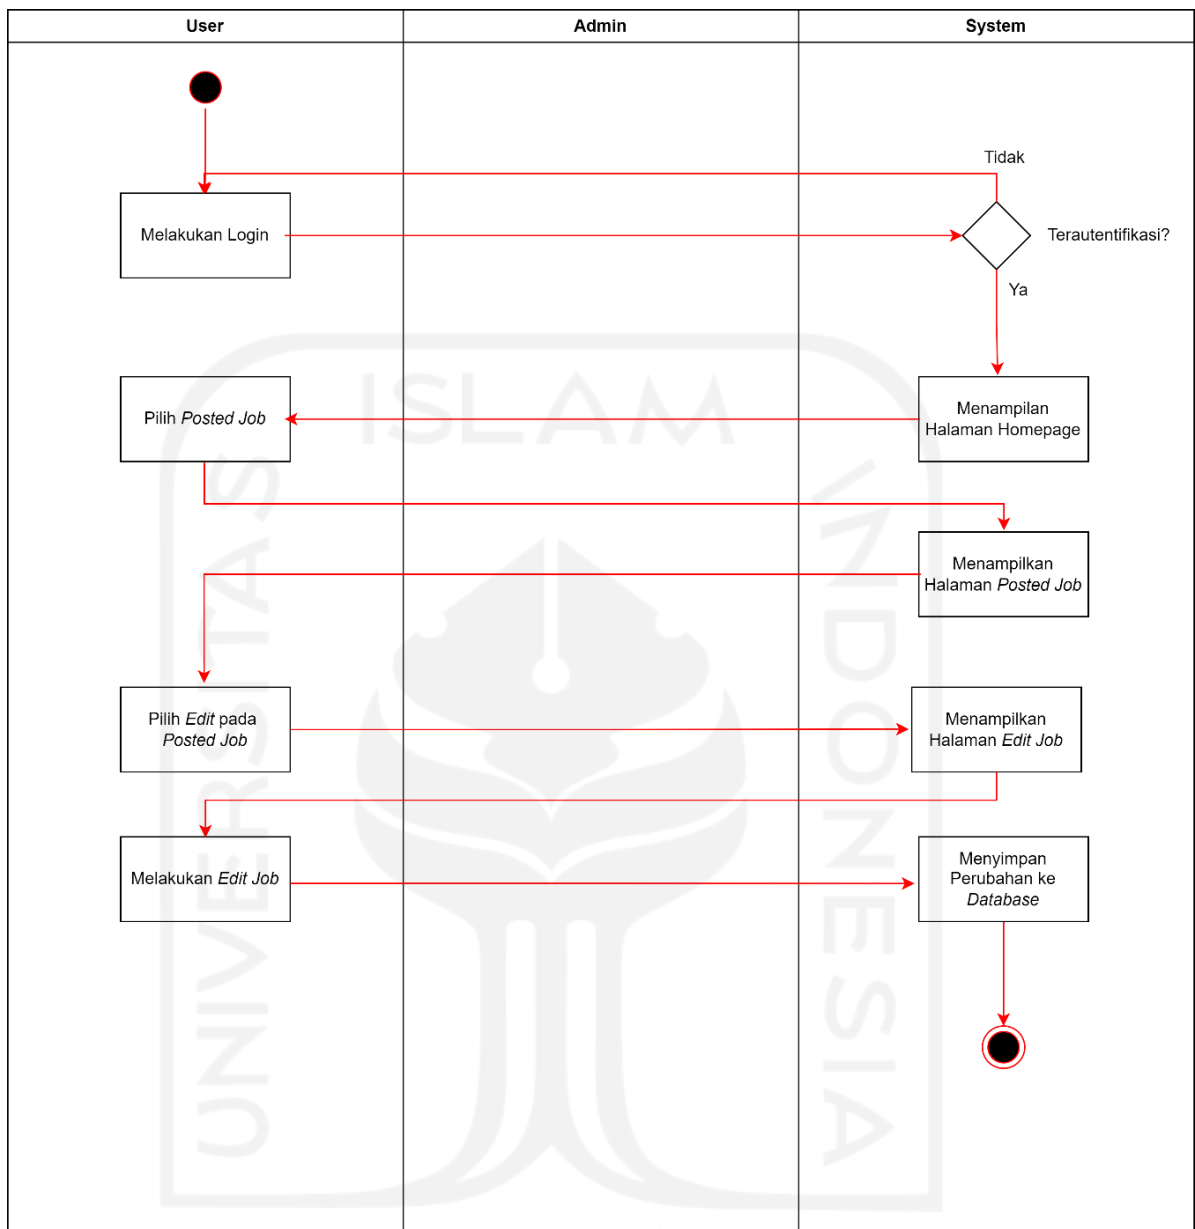 User
Admin
System
Tidak
Melakukan Login
Terautentifikasi?
Ya
Pilih Posted Job
Menampilan
Halaman Homepage
Menampilkan
Halaman Posted Job
Pilih Edit pada
Posted Job
Menampilkan
Halaman Edit Job
Melakukan Edit Job
Menyimpan
Perubahan ke
Database
UNIVERSITAS
ISLAM
INDONESIA